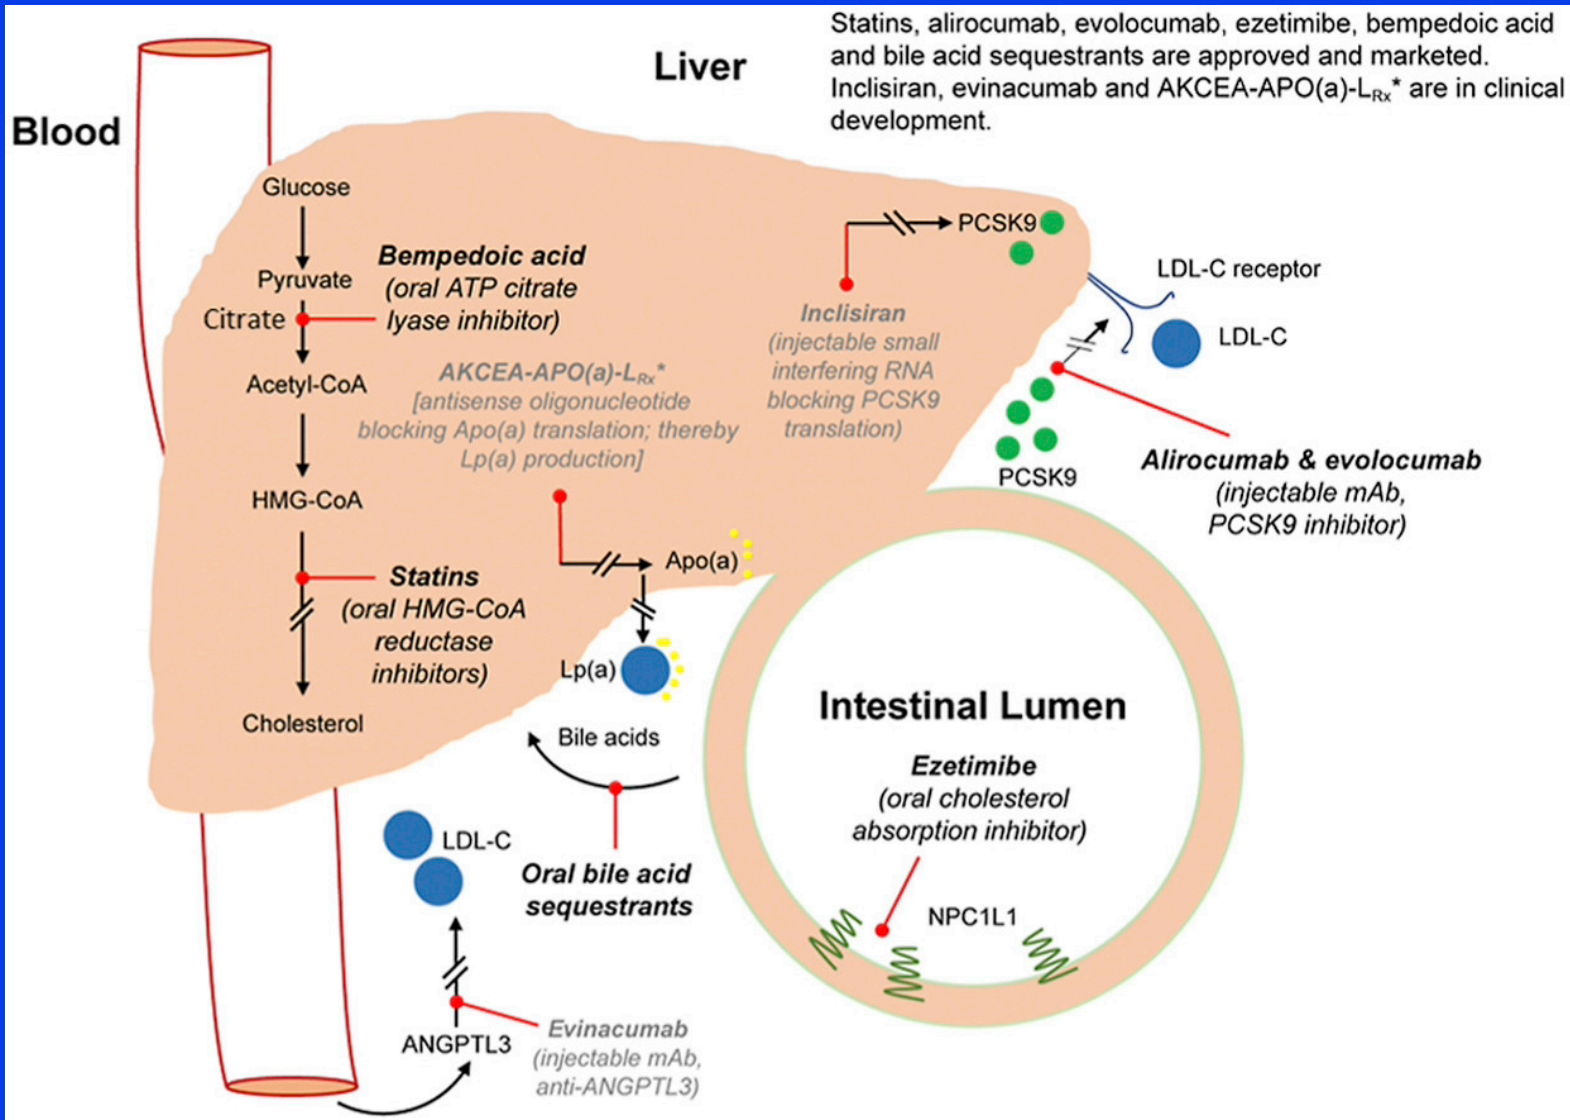 Statins, alirocumab, evolocumab, ezetimibe, bempedoic acid
and bile acid sequestrants are approved and marketed.
Inclisiran, evinacumab and AKCEA-APO(a)-LRx* are in clinical
development.
Liver
Blood
Glucose
Pyruvate
Citrate
Acetyl-CoA
HMG-CoA
Cholesterol
Bempedoic acid
(oral ATP citrate
lyase inhibitor)
AKCEA-APO(a)-LRx*
[antisense oligonucleotide
blocking Apo(a) translation; thereby
Lp(a) production]
Statins
(oral HMG-CoA
reductase
inhibitors)
Apo(a)
Lp(a)
PCSK9
Inclisiran
(injectable small
interfering RNA
blocking PCSK9
translation)
LDL-C receptor
LDL-C
PCSK9
Alirocumab & evolocumab
(injectable mAb,
PCSK9 inhibitor)
Bile acids
Oral bile acid
sequestrants
LDL-C
ANGPTL3
Evinacumab
(injectable mAb,
anti-ANGPTL3)
Intestinal Lumen
Ezetimibe
(oral cholesterol
absorption inhibitor)
NPC1L1